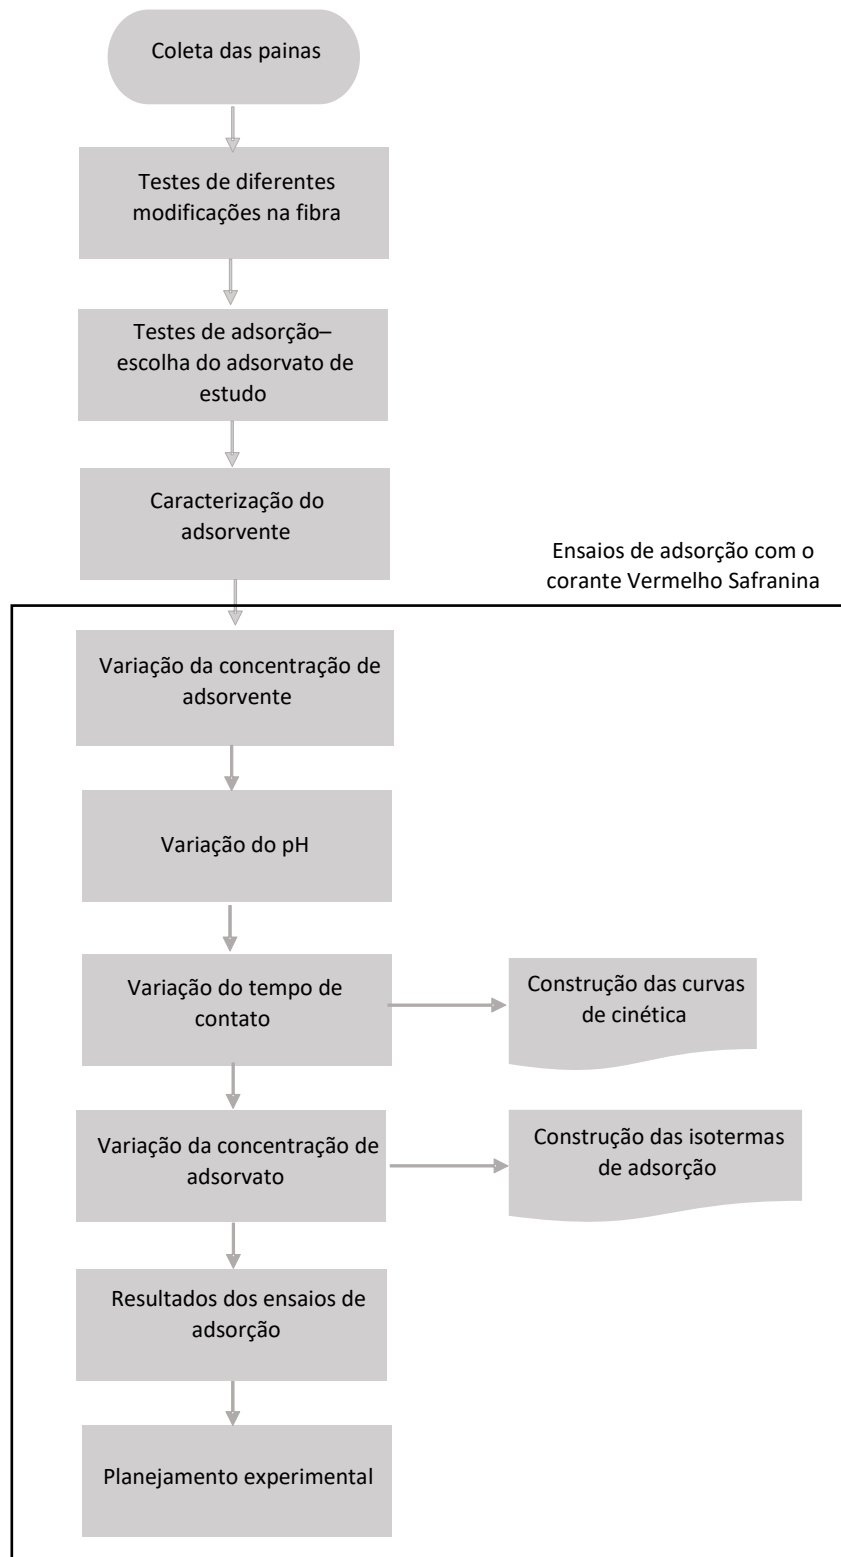 Coleta das painas
Testes de diferentes
modificações na fibra
Testes de adsorção–
escolha do adsorvato de
estudo
Caracterização do
adsorvente
Ensaios de adsorção com o
corante Vermelho Safranina
Variação da concentração de
adsorvente
Variação do pH
Variação do tempo de
contato
Construção das curvas
de cinética
Variação da concentração de
adsorvato
Construção das isotermas
de adsorção
Resultados dos ensaios de
adsorção
Planejamento experimental